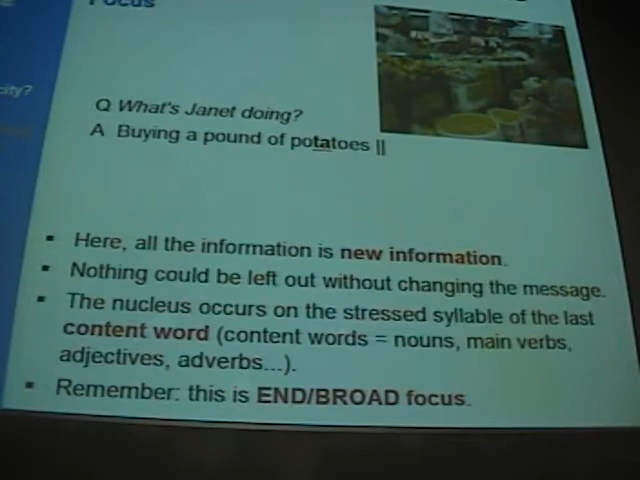 Focus
city?
Q What's Janet doing?
A Buying a pound of potatoes ||
▪ Here, all the information is new information.
▪ Nothing could be left out without changing the message.
▪ The nucleus occurs on the stressed syllable of the last
content word (content words = nouns, main verbs,
adjectives, adverbs...).
▪ Remember: this is END/BROAD focus.